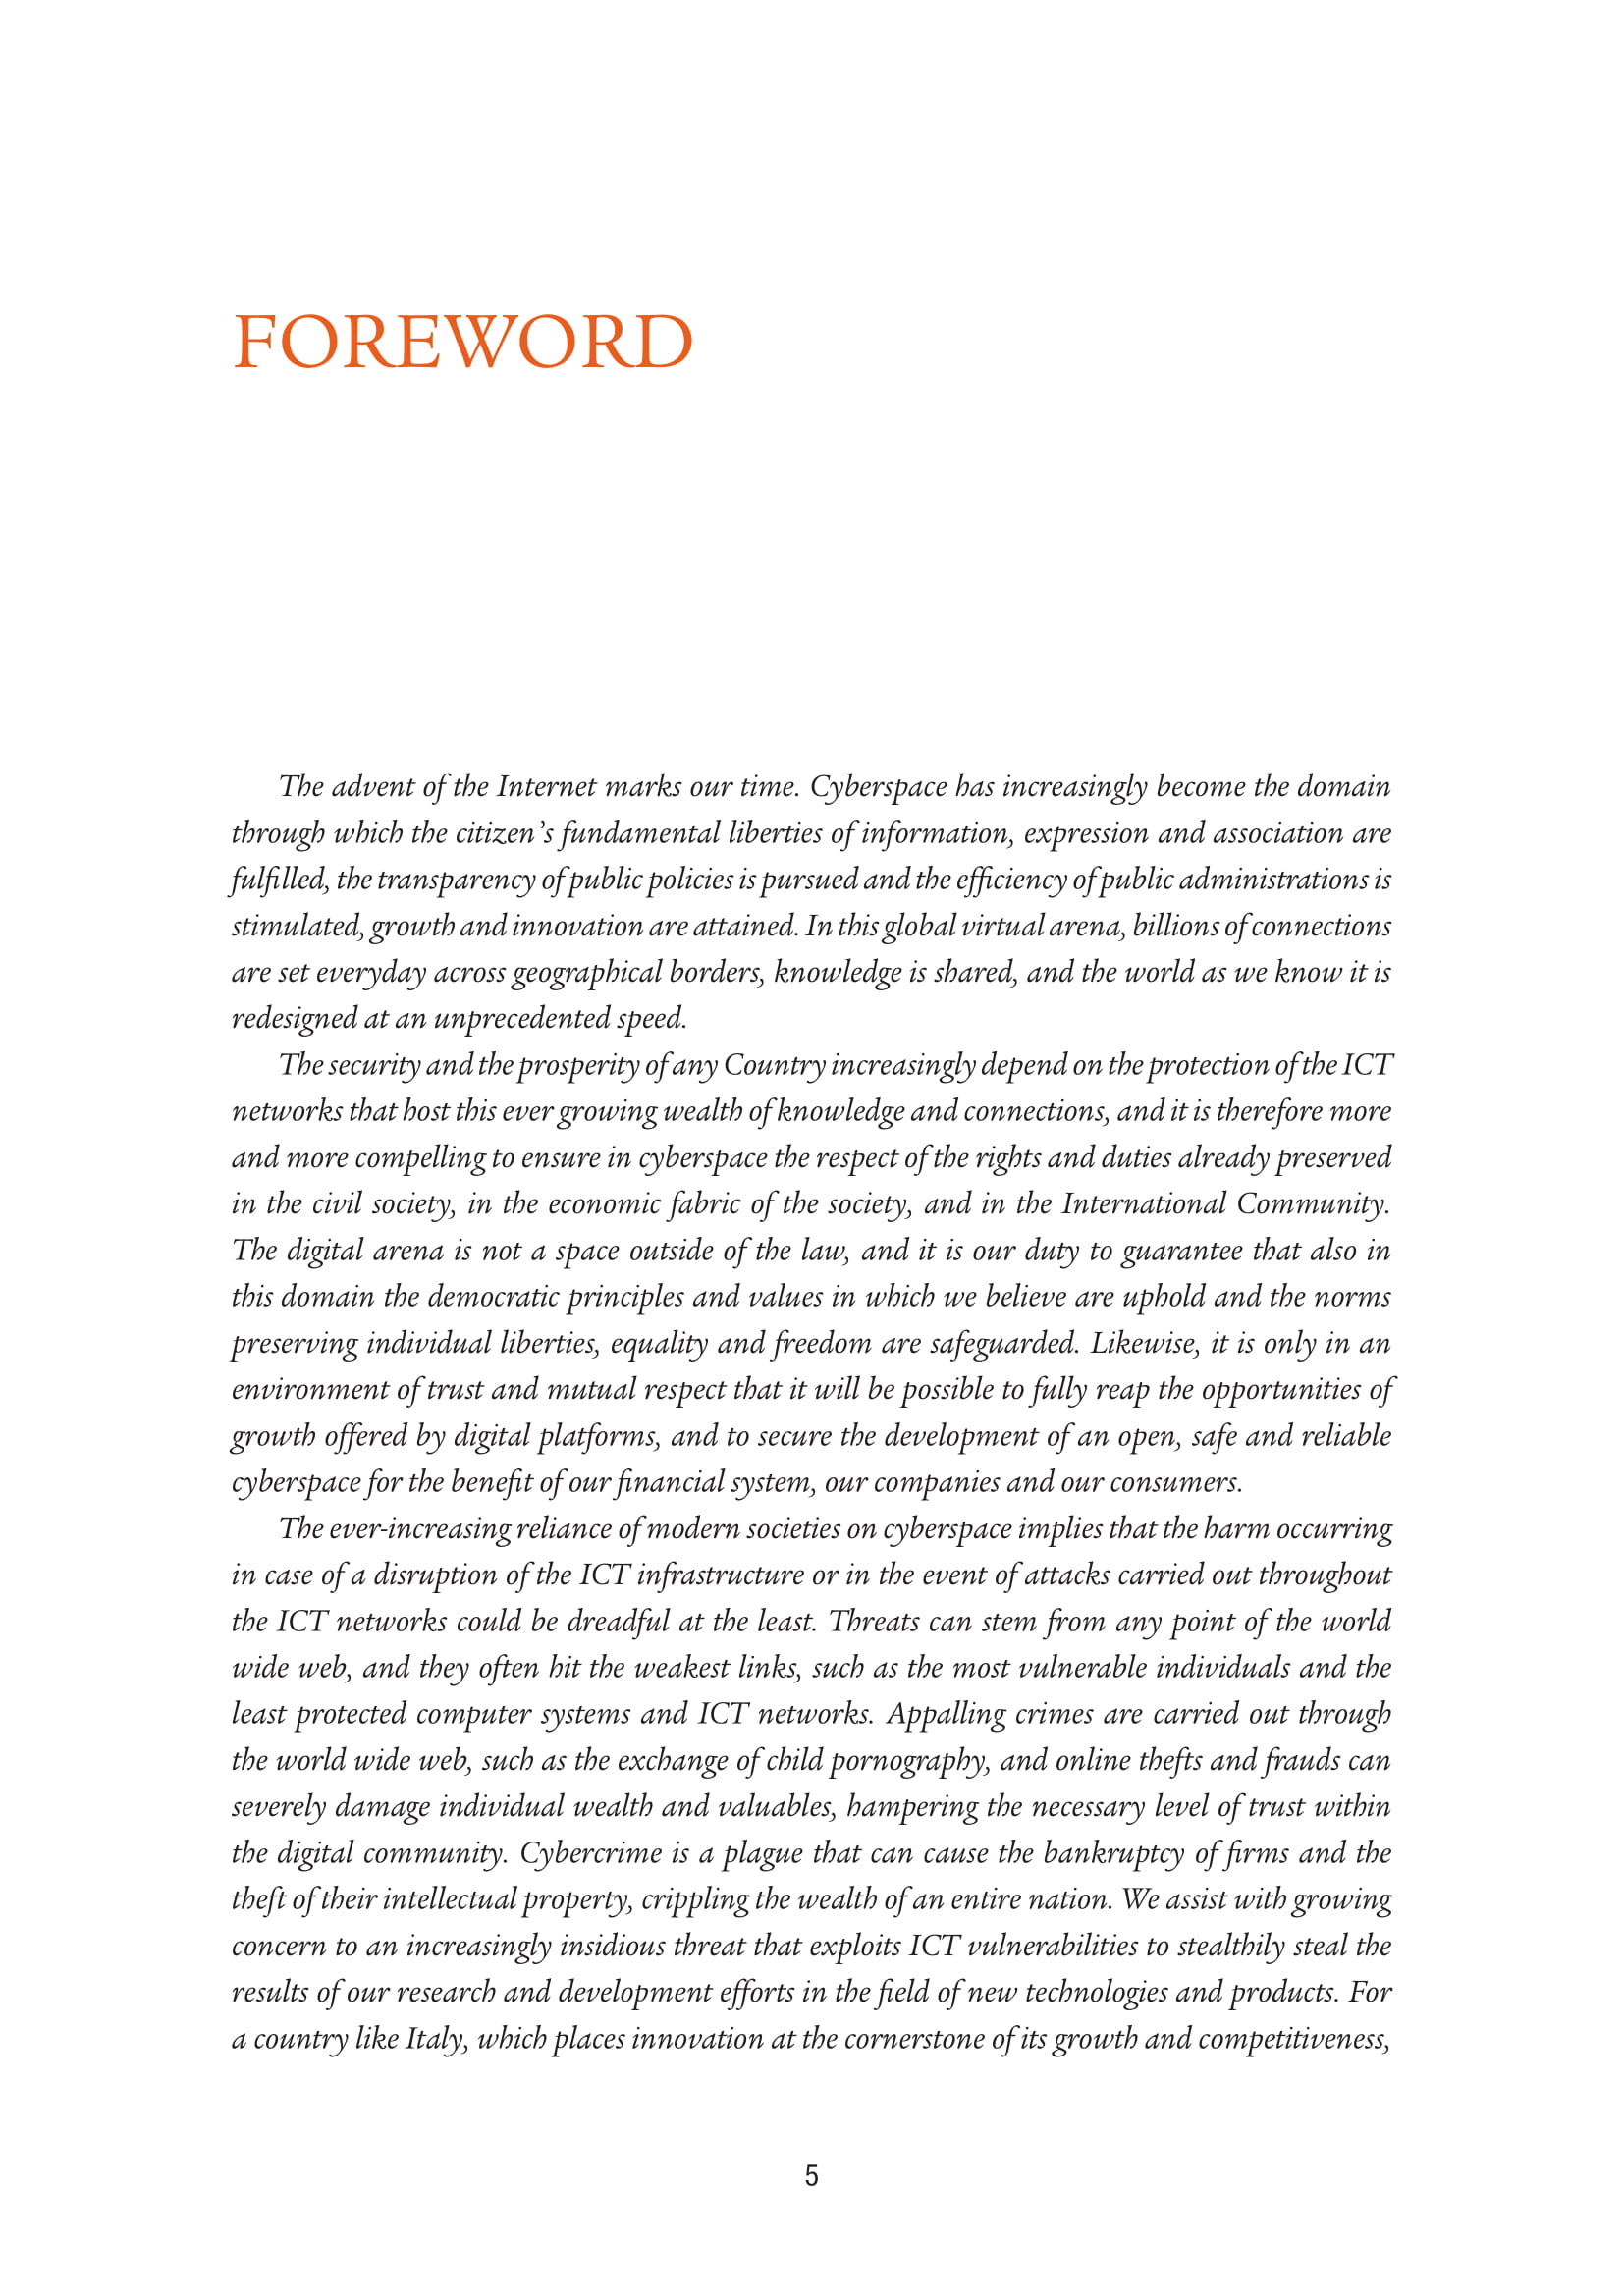 FOREWORD
The advent of the Internet marks our time. Cyberspace has increasingly become the domain
through which the citizen’s fundamental liberties of information, expression and association are
fulfilled, the transparency of public policies is pursued and the efficiency of public administrations is
stimulated, growth and innovation are attained. In this global virtual arena, billions of connections
are set everyday across geographical borders, knowledge is shared, and the world as we know it is
redesigned at an unprecedented speed.
The security and the prosperity of any Country increasingly depend on the protection of the ICT
networks that host this ever growing wealth of knowledge and connections, and it is therefore more
and more compelling to ensure in cyberspace the respect of the rights and duties already preserved
in the civil society, in the economic fabric of the society, and in the International Community.
The digital arena is not a space outside of the law, and it is our duty to guarantee that also in
this domain the democratic principles and values in which we believe are uphold and the norms
preserving individual liberties, equality and freedom are safeguarded. Likewise, it is only in an
environment of trust and mutual respect that it will be possible to fully reap the opportunities of
growth offered by digital platforms, and to secure the development of an open, safe and reliable
cyberspace for the benefit of our financial system, our companies and our consumers.
The ever-increasing reliance of modern societies on cyberspace implies that the harm occurring
in case of a disruption of the ICT infrastructure or in the event of attacks carried out throughout
the ICT networks could be dreadful at the least. Threats can stem from any point of the world
wide web, and they often hit the weakest links, such as the most vulnerable individuals and the
least protected computer systems and ICT networks. Appalling crimes are carried out through
the world wide web, such as the exchange of child pornography, and online thefts and frauds can
severely damage individual wealth and valuables, hampering the necessary level of trust within
the digital community. Cybercrime is a plague that can cause the bankruptcy of firms and the
theft of their intellectual property, crippling the wealth of an entire nation. We assist with growing
concern to an increasingly insidious threat that exploits ICT vulnerabilities to stealthily steal the
results of our research and development efforts in the field of new technologies and products. For
a country like Italy, which places innovation at the cornerstone of its growth and competitiveness,
5